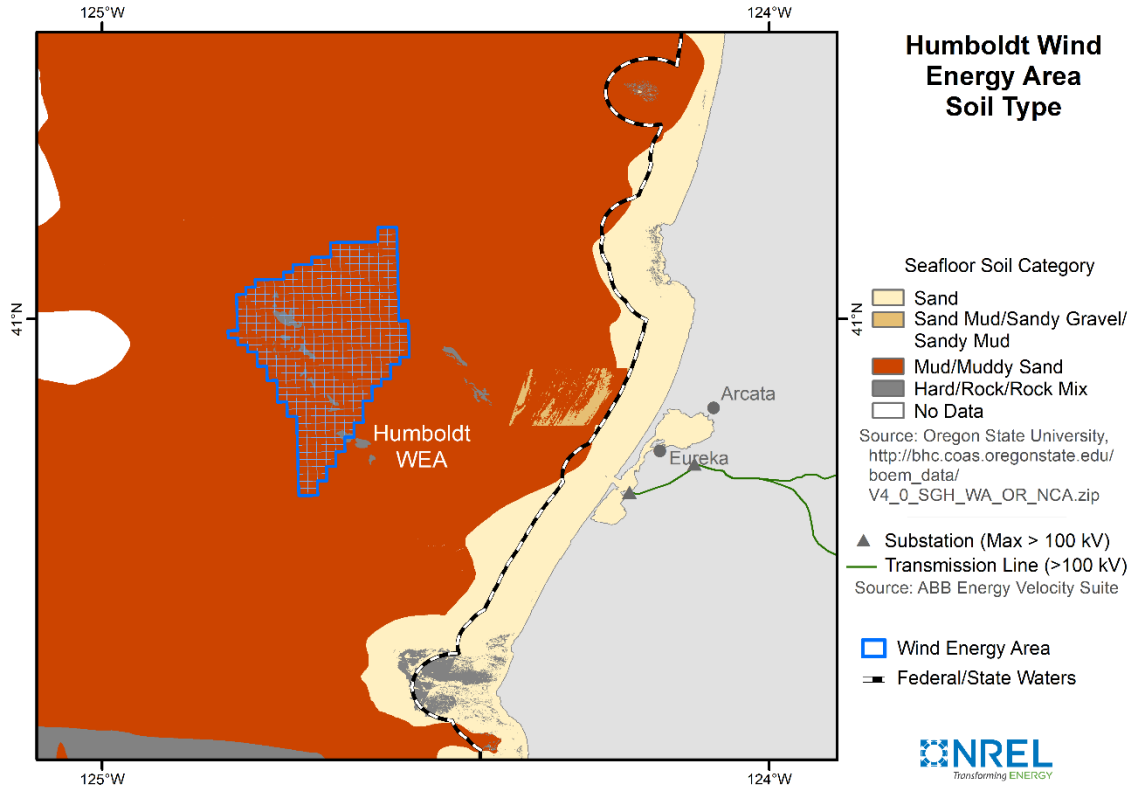 125°W
124°W
Humboldt Wind
Energy Area
Soil Type
41°N
41°N
Humboldt
WEA
Arcata
Eureka
Seafloor Soil Category
Sand
Sand Mud/Sandy Gravel/
Sandy Mud
Mud/Muddy Sand
Hard/Rock/Rock Mix
No Data
Source: Oregon State University,
http://bhc.coas.oregonstate.edu/
boem_data/
V4_0_SGH_WA_OR_NCA.zip
Substation (Max > 100 kV)
Transmission Line (>100 kV)
Source: ABB Energy Velocity Suite
Wind Energy Area
Federal/State Waters
NREL
Transforming ENERGY
125°W
124°W